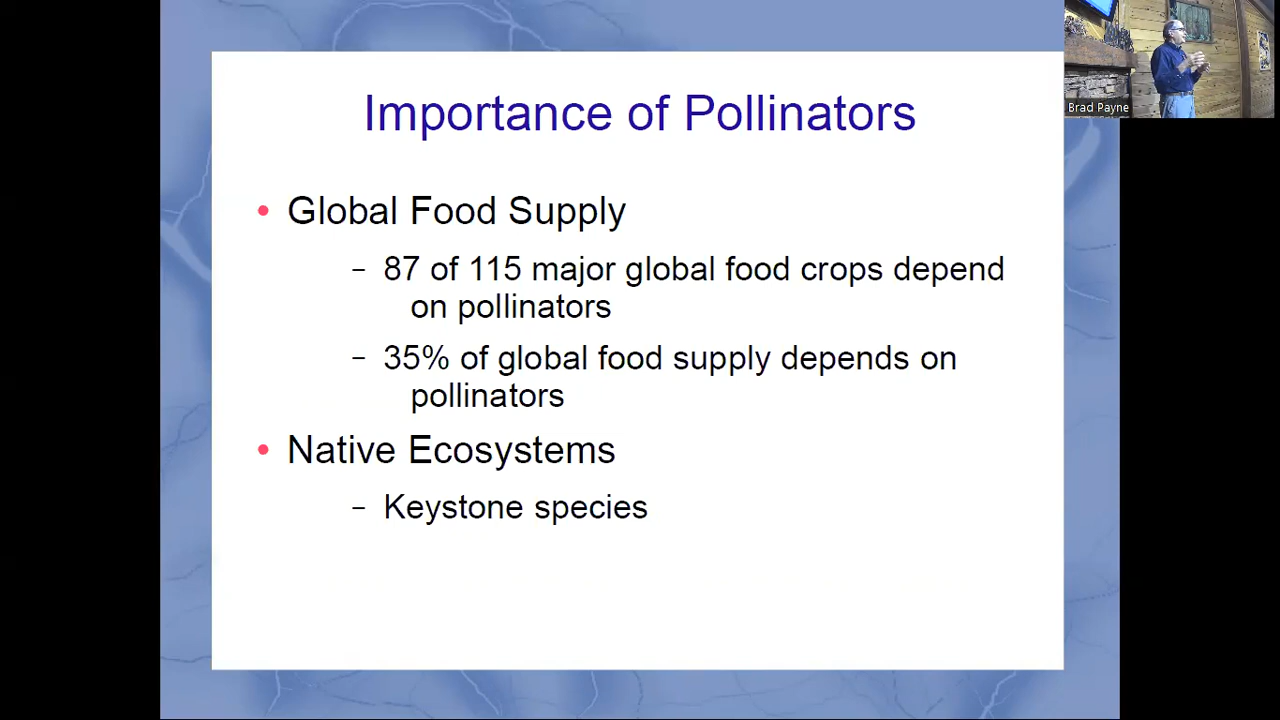 Importance of Pollinators
Brad Payne
• Global Food Supply
– 87 of 115 major global food crops depend
on pollinators
– 35% of global food supply depends on
pollinators
• Native Ecosystems
– Keystone species